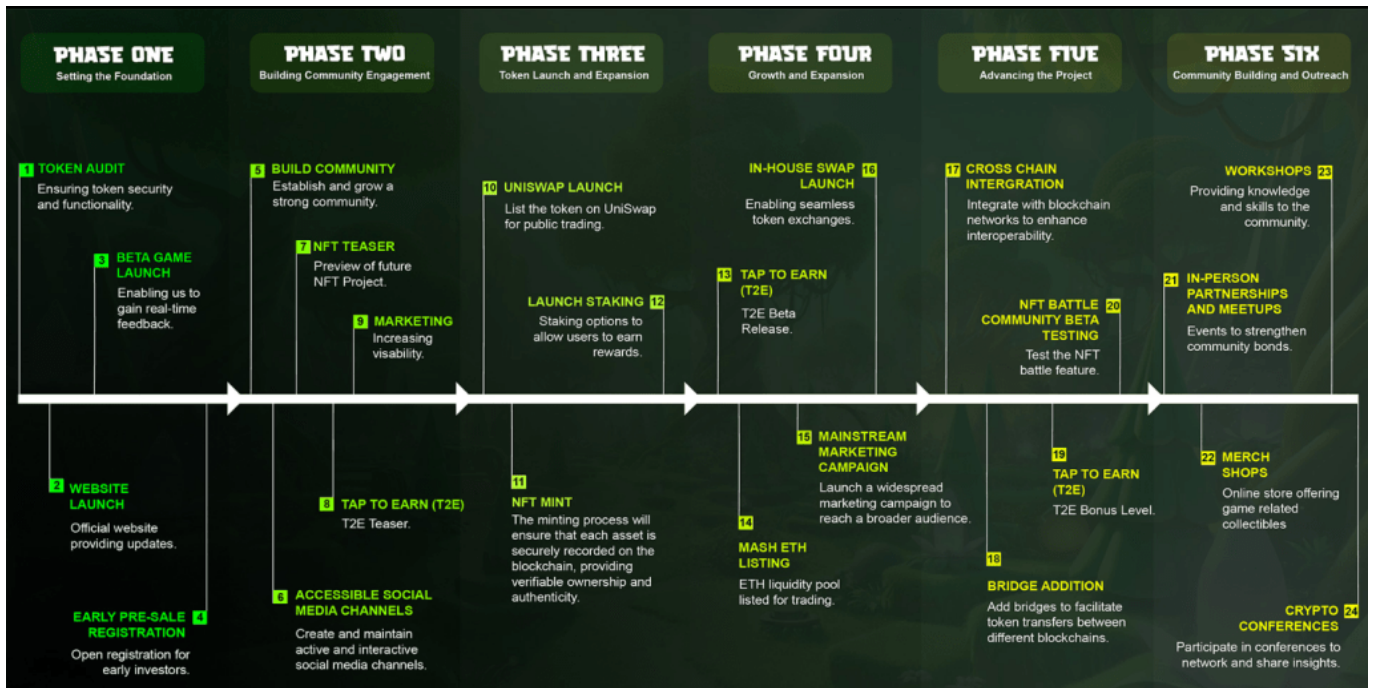 PHASE ONE
Setting the Foundation
PHASE TWO
Building Community Engagement
PHASE THREE
Token Launch and Expansion
PHASE FOUR
Growth and Expansion
PHASE FIVE
Advancing the Project
PHASE SIX
Community Building and Outreach
1 TOKEN AUDIT
Ensuring token security
and functionality.
2 WEBSITE
LAUNCH
Official website
providing updates.
3 BETA GAME
LAUNCH
Enabling us to
gain real-time
feedback.
EARLY PRE-SALE 4
REGISTRATION
Open registration for
early investors.
5 BUILD COMMUNITY
Establish and grow a
strong community.
6 ACCESSIBLE SOCIAL
MEDIA CHANNELS
Create and maintain
active and interactive
social media channels.
7 NFT TEASER
Preview of future
NFT Project.
8 TAP TO EARN (T2E)
T2E Teaser.
9 MARKETING
Increasing
visability.
10 UNISWAP LAUNCH
List the token on UniSwap
for public trading.
11
NFT MINT
The minting process will
ensure that each asset is
securely recorded on the
blockchain, providing
verifiable ownership and
authenticity.
LAUNCH STAKING 12
Staking options to
allow users to earn
rewards.
13 TAP TO EARN
(T2E)
T2E Beta
Release.
14
MASH ETH
LISTING
ETH liquidity pool
listed for trading.
15 MAINSTREAM
MARKETING
CAMPAIGN
Launch a widespread
marketing campaign to
reach a broader audience.
IN-HOUSE SWAP 16
LAUNCH
Enabling seamless
token exchanges.
17 CROSS CHAIN
INTERGRATION
Integrate with blockchain
networks to enhance
interoperability.
18
BRIDGE ADDITION
Add bridges to facilitate
token transfers between
different blockchains.
19
TAP TO EARN
(T2E)
T2E Bonus Level.
NFT BATTLE 20
COMMUNITY BETA
TESTING
Test the NFT
battle feature.
21 IN-PERSON
PARTNERSHIPS
AND MEETUPS
Events to strengthen
community bonds.
22 MERCH
SHOPS
Online store offering
game related
collectibles
WORKSHOPS 23
Providing knowledge
and skills to the
community.
CRYPTO 24
CONFERENCES
Participate in conferences to
network and share insights.